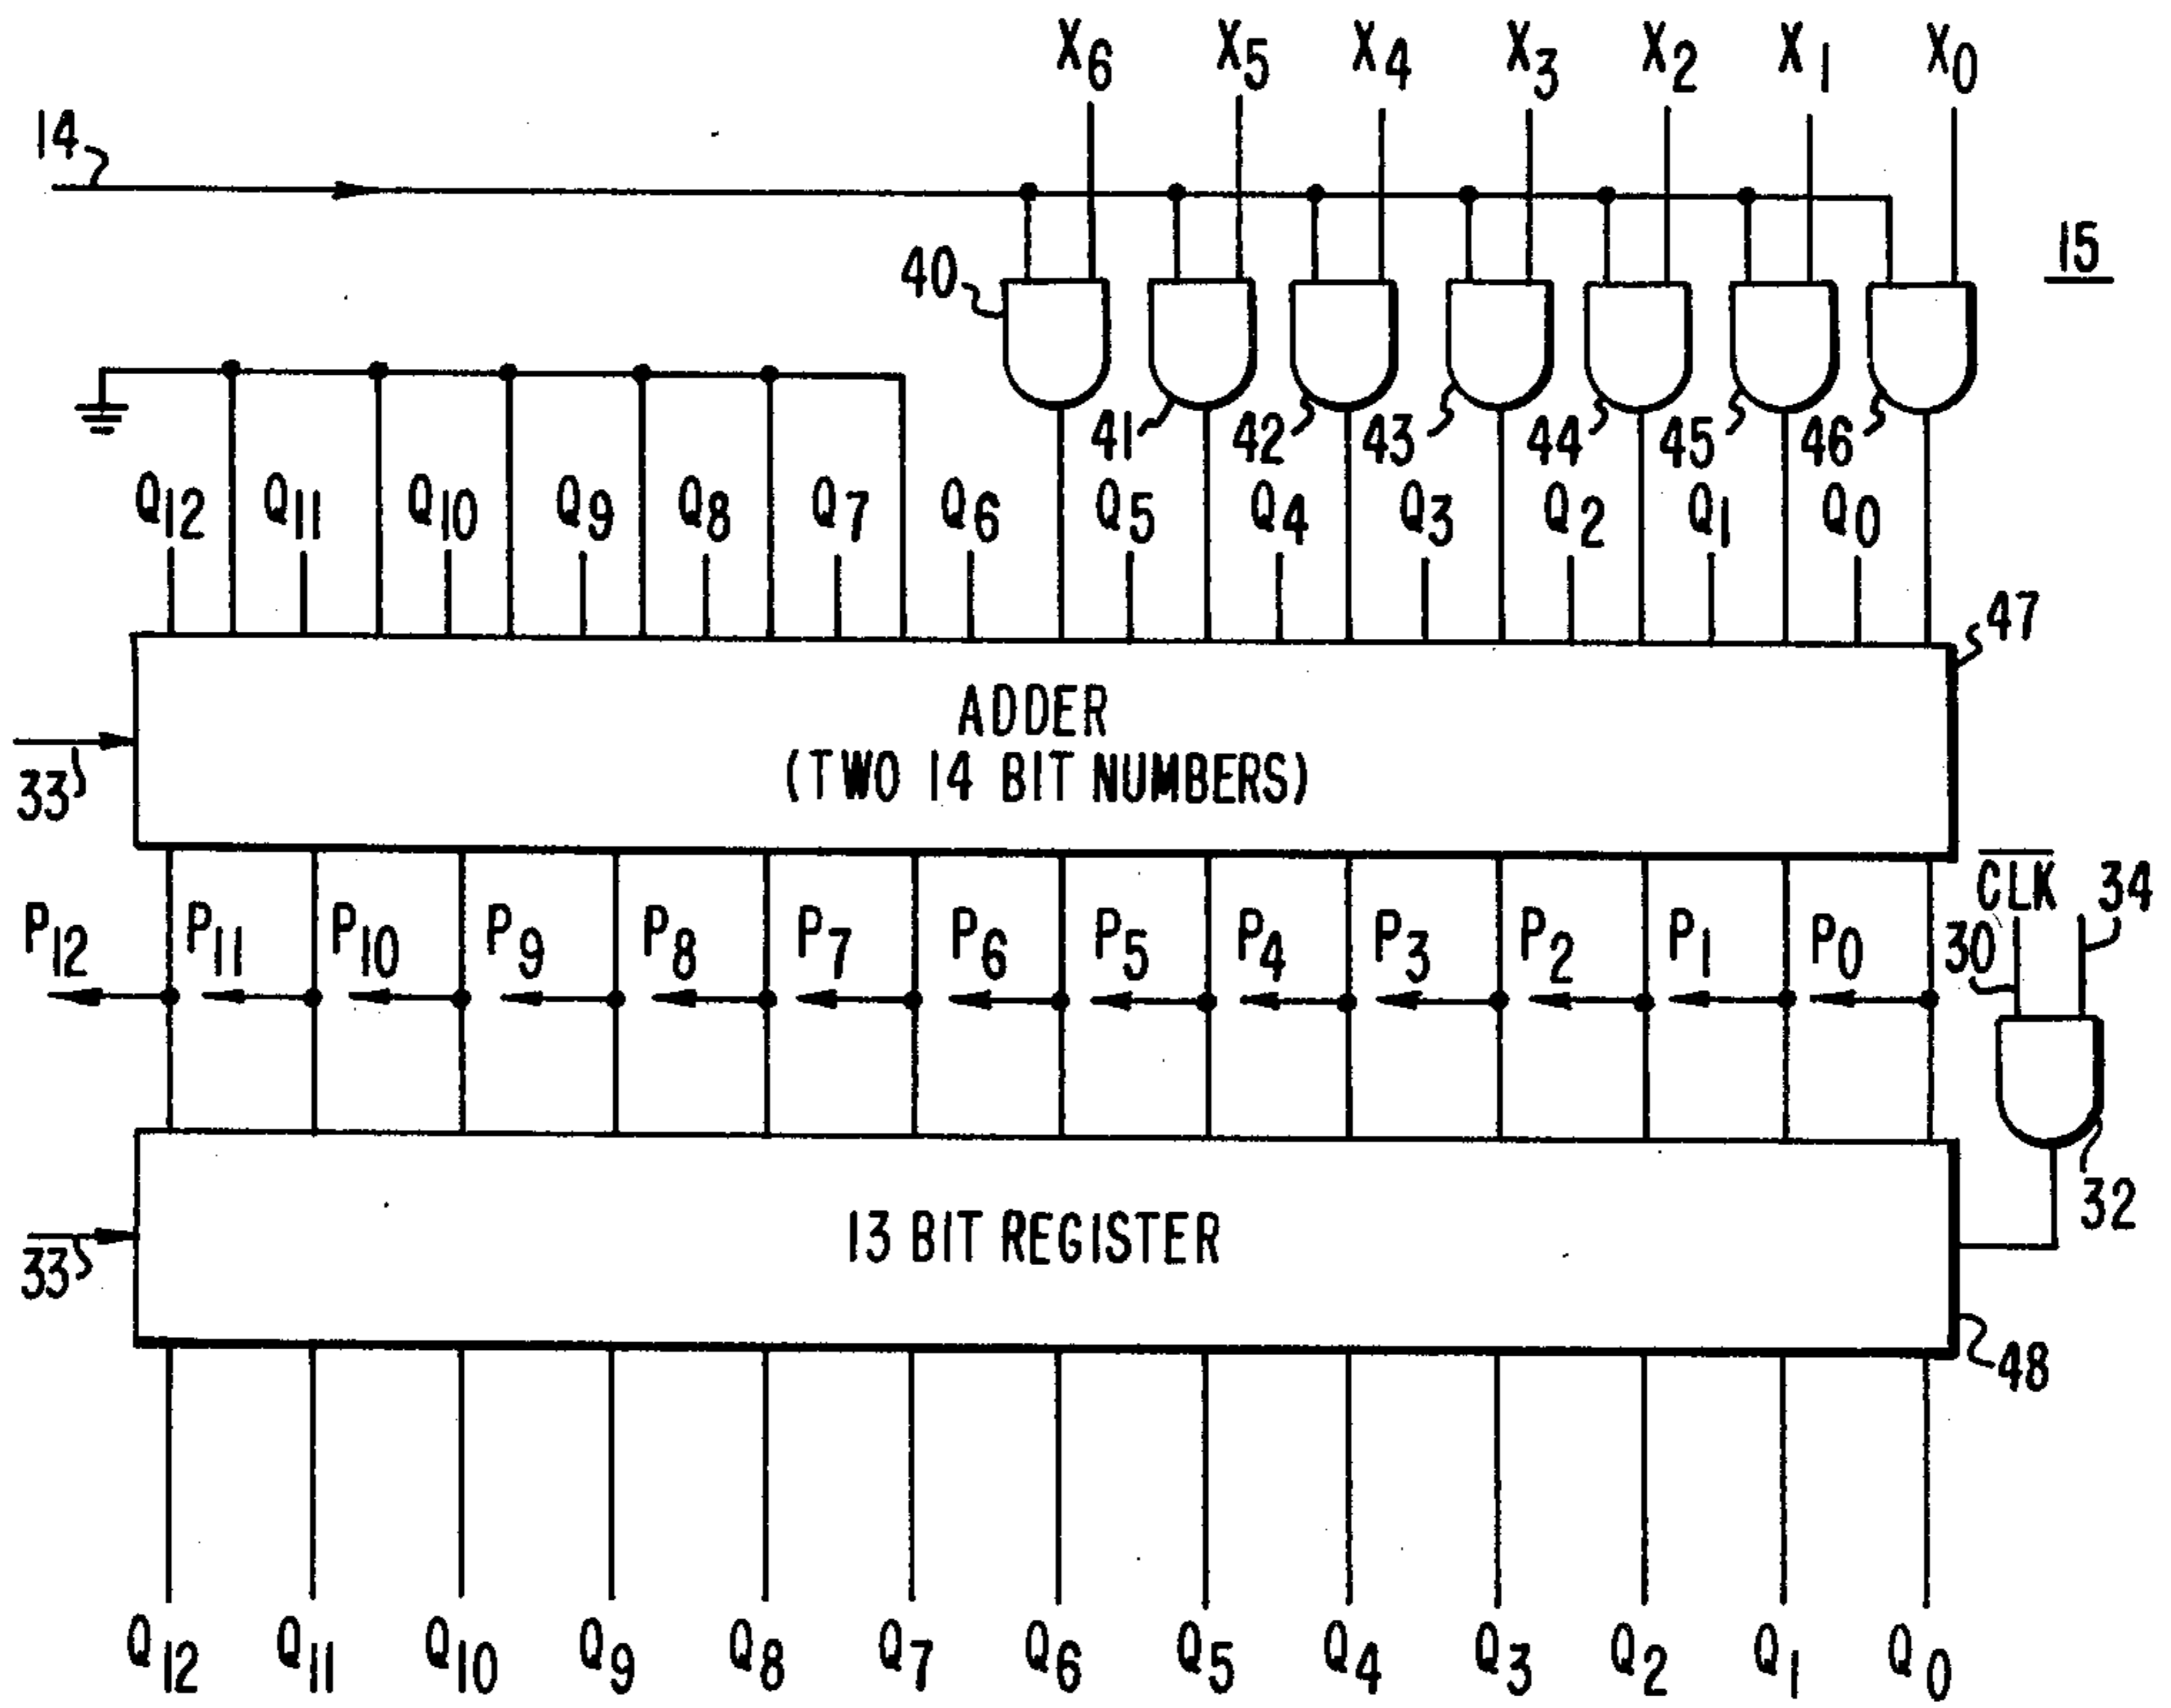 X6 X5 X4 X3 X2 X1 X0
14
15
40
41 42 43 44 45 46
Q12 Q11 Q10 Q9 Q8 Q7 Q6 Q5 Q4 Q3 Q2 Q1 Q0
47
ADDER
(TWO 14 BIT NUMBERS)
33
CLK 34
30
P12 P11 P10 P9 P8 P7 P6 P5 P4 P3 P2 P1 P0
32
13 BIT REGISTER
33
48
Q12 Q11 Q10 Q9 Q8 Q7 Q6 Q5 Q4 Q3 Q2 Q1 Q0